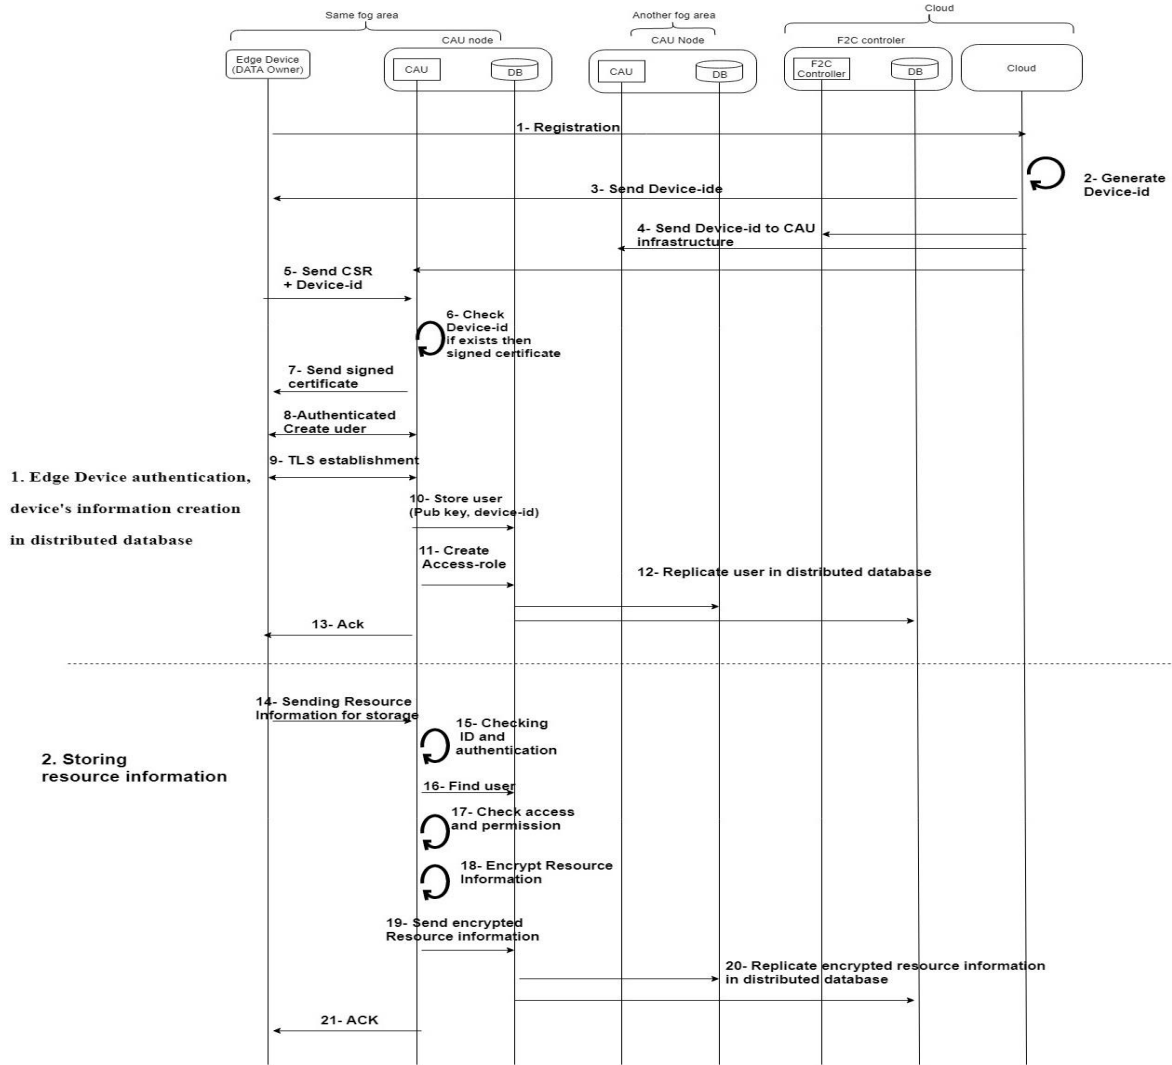 Same fog area
Another fog area
Cloud
CAU node
CAU Node
F2C controler
Edge Device
(DATA Owner)
CAU
DB
CAU
DB
F2C
Controller
DB
Cloud
1- Registration
2- Generate
Device-id
3- Send Device-ide
4- Send Device-id to CAU
infrastructure
5- Send CSR
+ Device-id
6- Check
Device-id
if exists then
signed certificate
7- Send signed
certificate
8-Authenticated
Create uder
9- TLS establishment
1. Edge Device authentication,
device's information creation
in distributed database
10- Store user
(Pub key, device-id)
11- Create
Access-role
12- Replicate user in distributed database
13- Ack
14- Sending Resource
Information for storage
15- Checking
ID and
authentication
2. Storing
resource information
16- Find user
17- Check access
and permission
18- Encrypt Resource
Information
19- Send encrypted
Resource information
20- Replicate encrypted resource information
in distributed database
21- ACK